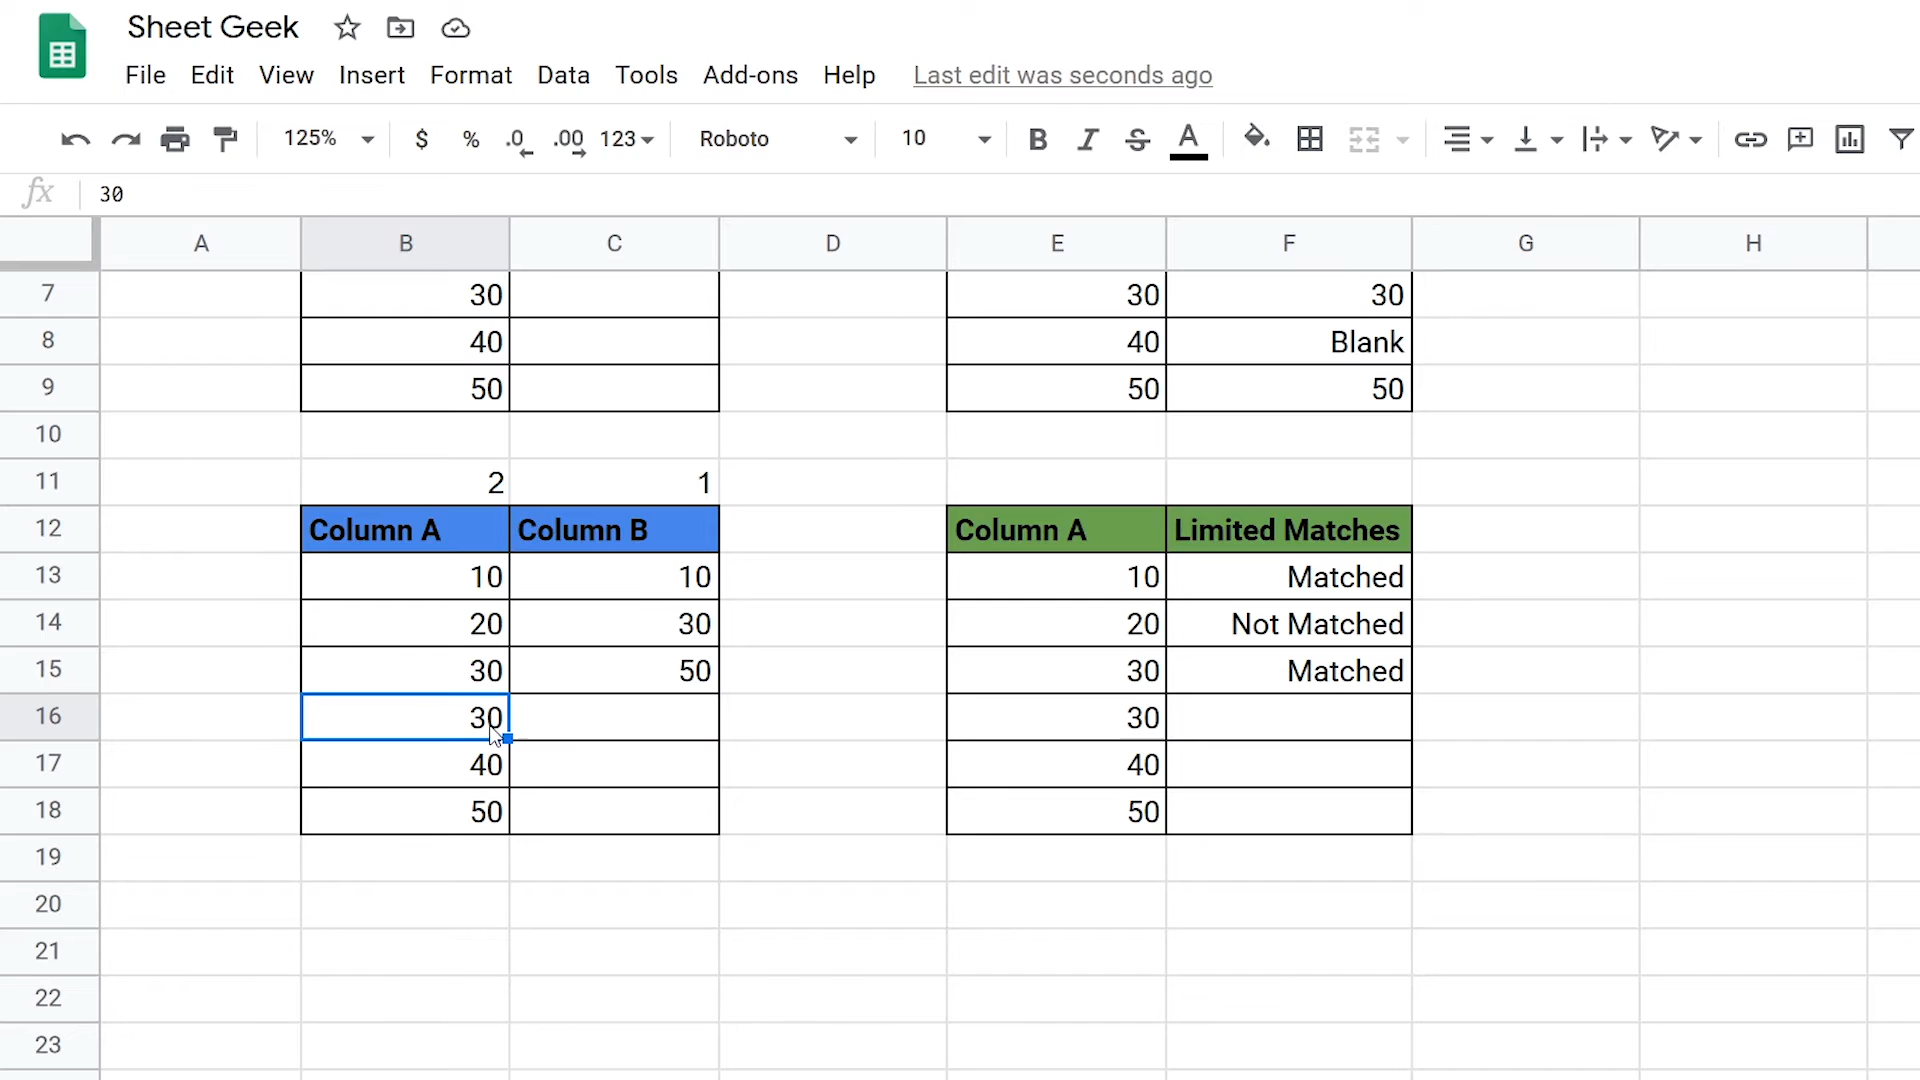 Sheet Geek
File Edit View Insert Format Data Tools Add-ons Help Last edit was seconds ago
125% $ % .0 .00 123 Roboto 10 B I S A
fx 30
A B C D E F G H
7 30 30 30
8 40 40 Blank
9 50 50 50
10
11 2 1
12 Column A Column B Column A Limited Matches
13 10 10 10 Matched
14 20 30 20 Not Matched
15 30 50 30 Matched
16 30 30
17 40 40
18 50 50
19
20
21
22
23